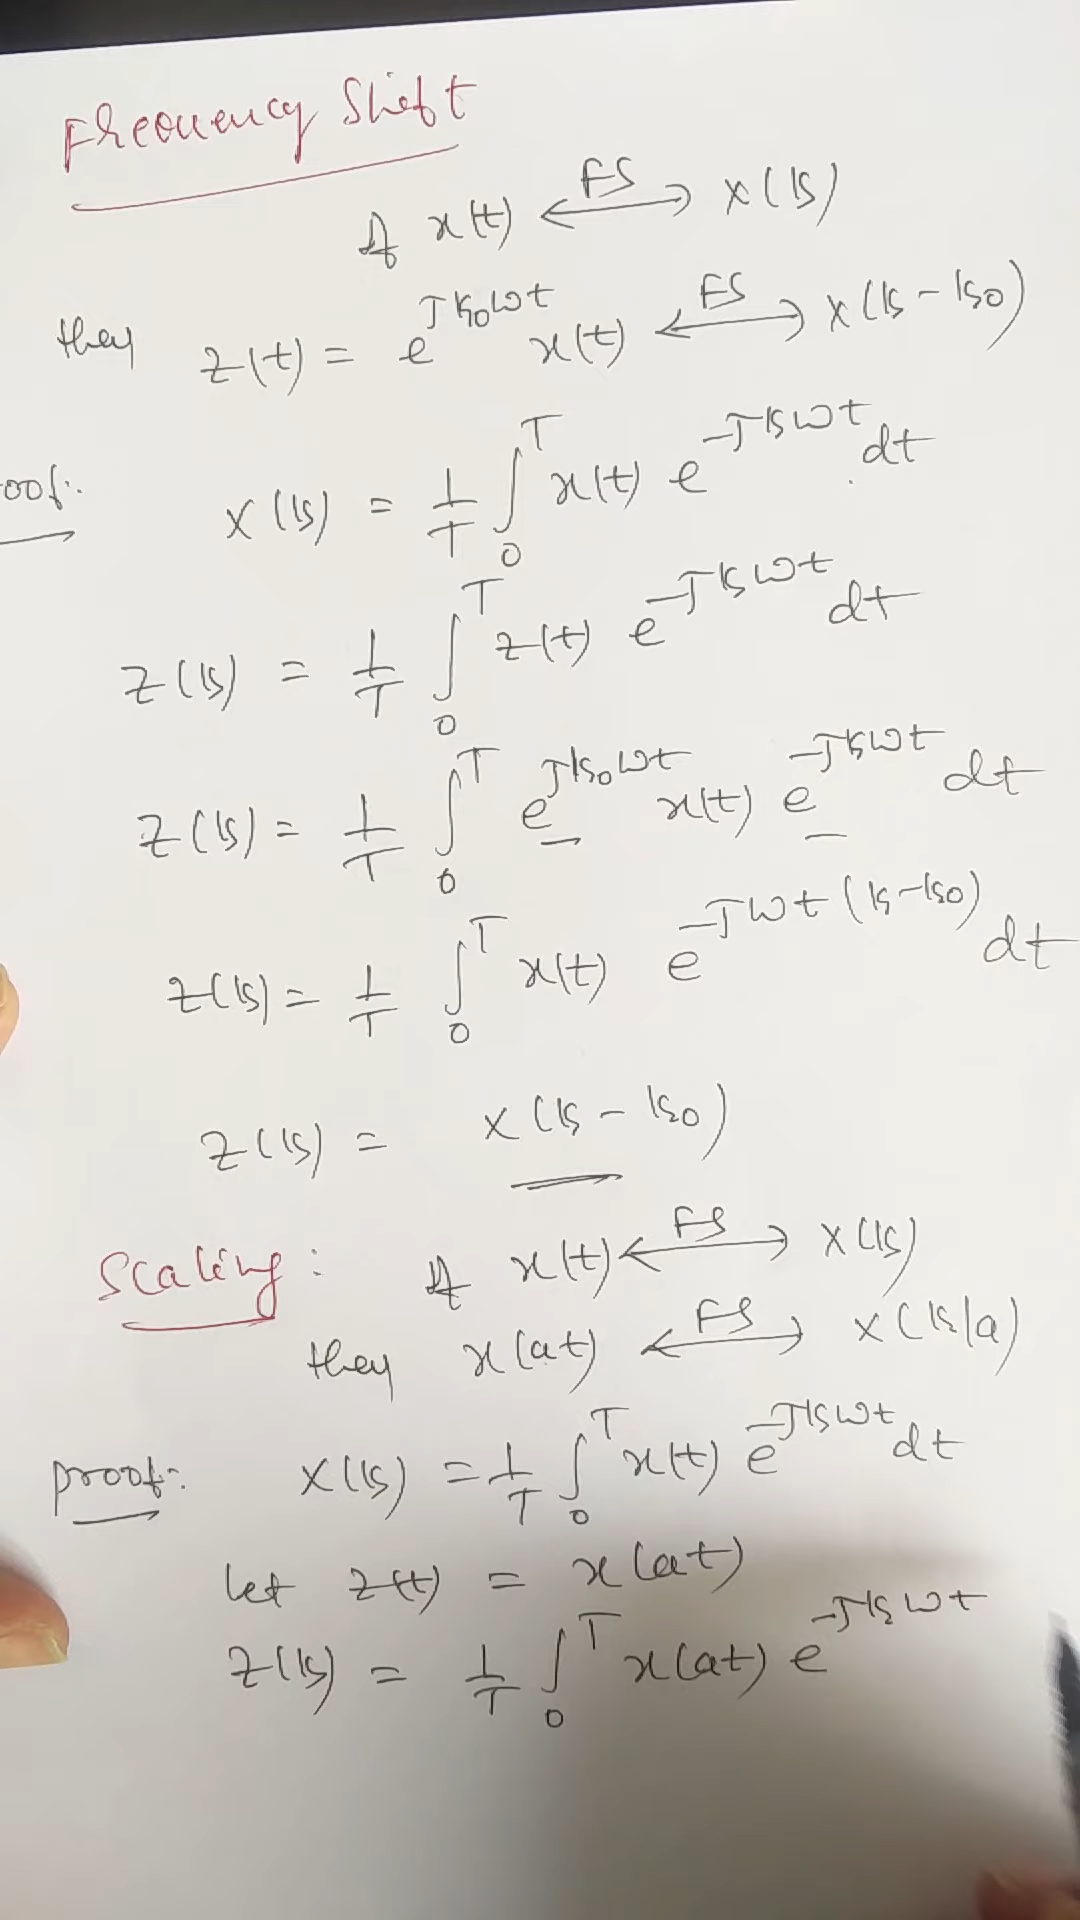 Frequency Shift
If x(t) <-FS-> X(k)
then z(t) = e^{jk₀ωt} x(t) <-FS-> X(k-k₀)
oof:. X(k) = 1/T ∫₀ᵀ x(t) e^{-jkωt} dt
Z(k) = 1/T ∫₀ᵀ z(t) e^{-jkωt} dt
Z(k) = 1/T ∫₀ᵀ e^{jk₀ωt} x(t) e^{-jkωt} dt
Z(k) = 1/T ∫₀ᵀ x(t) e^{-jωt(k-k₀)} dt
Z(k) = X(k-k₀)
Scaling : If x(t) <-FS-> X(k)
then x(at) <-FS-> X(k/a)
proof:. X(k) = 1/T ∫₀ᵀ x(t) e^{-jkωt} dt
let z(t) = x(at)
Z(k) = 1/T ∫₀ᵀ x(at) e^{-jkωt}